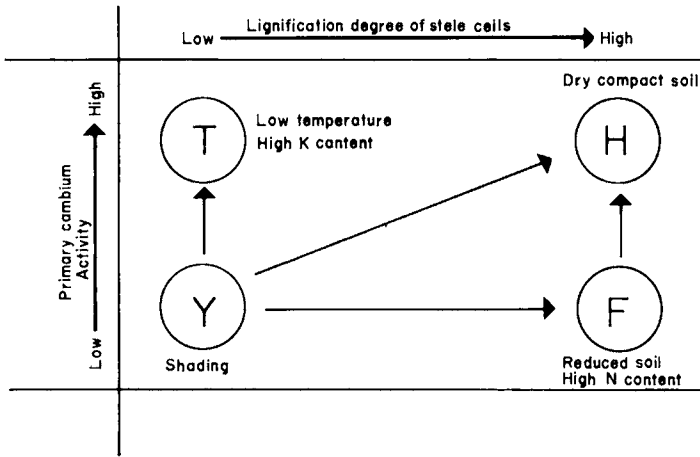 Lignification degree of stele cells
Low
High
Dry compact soil
High
Primary cambium
Activity
Low
T
Low temperature
High K cantent
H
Y
Shading
F
Reduced soil
High N content